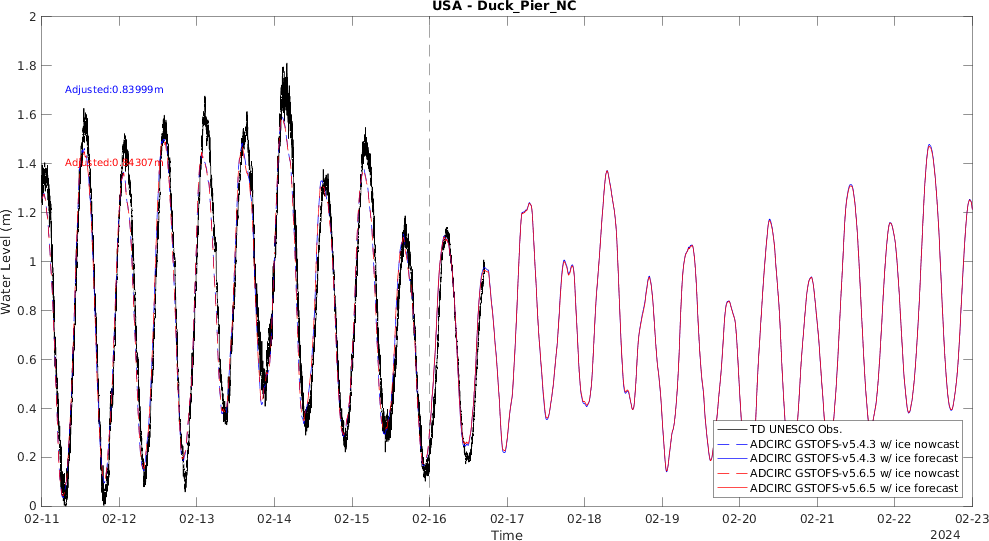 USA - Duck_Pier_NC
2
1.8
1.6
1.4
1.2
1
0.8
0.6
0.4
0.2
0
Water Level (m)
Adjusted:0.83999m
Adjusted:0.84307m
TD UNESCO Obs.
ADCIRC GSTOFS-v5.4.3 w/ ice nowcast
ADCIRC GSTOFS-v5.4.3 w/ ice forecast
ADCIRC GSTOFS-v5.6.5 w/ ice nowcast
ADCIRC GSTOFS-v5.6.5 w/ ice forecast
02-11 02-12 02-13 02-14 02-15 02-16 02-17 02-18 02-19 02-20 02-21 02-22 02-23
Time
2024